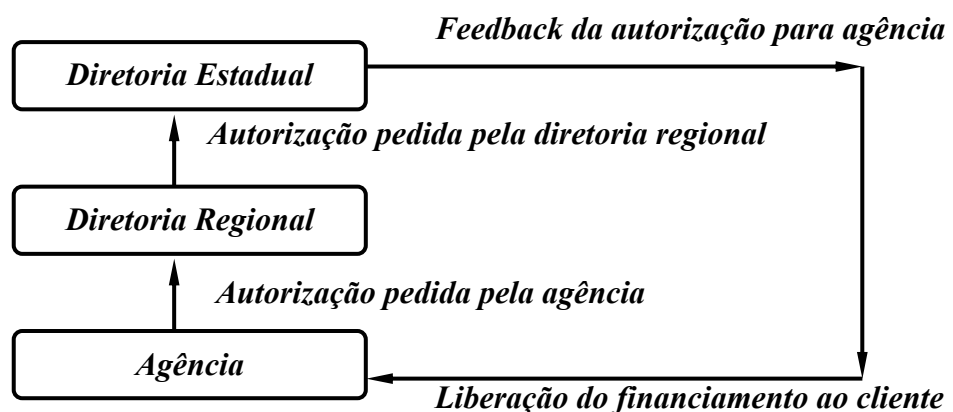 Feedback da autorização para agência
Diretoria Estadual
Autorização pedida pela diretoria regional
Diretoria Regional
Autorização pedida pela agência
Agência
Liberação do financiamento ao cliente